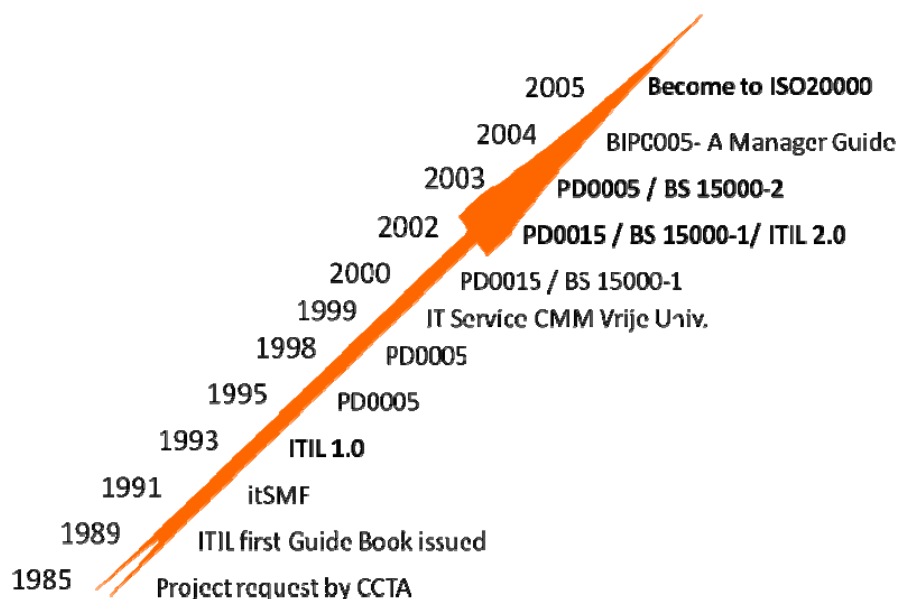 2005 Become to ISO20000
2004 BIP0005- A Manager Guide
2003 PD0005 / BS 15000-2
2002 PD0015 / BS 15000-1/ ITIL 2.0
2000 PD0015 / BS 15000-1
1999 IT Service CMM Vrije Univ.
1998 PD0005
1995 PD0005
1993 ITIL 1.0
1991 itSMF
1989 ITIL first Guide Book issued
1985 Project request by CCTA